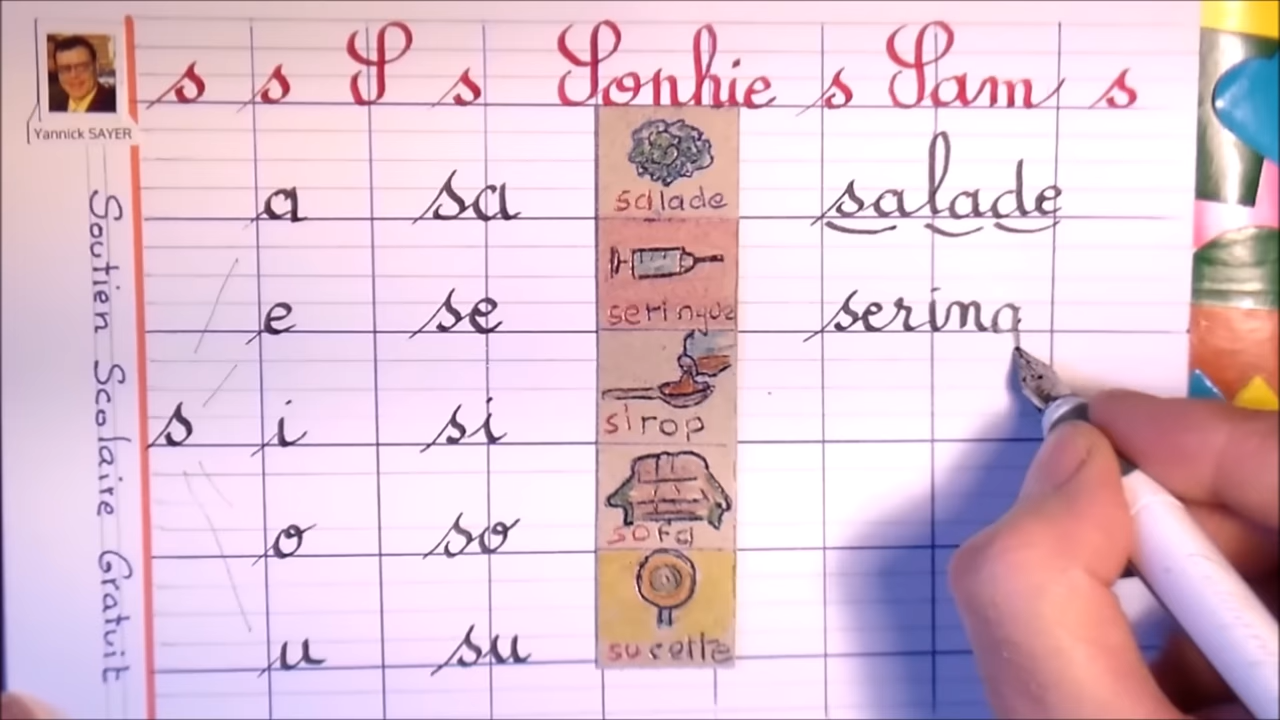 s s S s Sophie s Sam s
Yannick SAYER
Soutien Scolaire Gratuit
a sa salade salade
e se seringue sering
s i si sirop
o so sofa
u su sucette